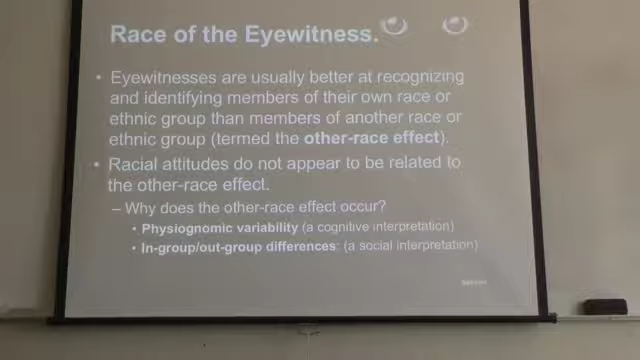 Race of the Eyewitness.
• Eyewitnesses are usually better at recognizing
and identifying members of their own race or
ethnic group than members of another race or
ethnic group (termed the other-race effect).
• Racial attitudes do not appear to be related to
the other-race effect.
– Why does the other-race effect occur?
• Physiognomic variability (a cognitive interpretation)
• In-group/out-group differences: (a social interpretation)